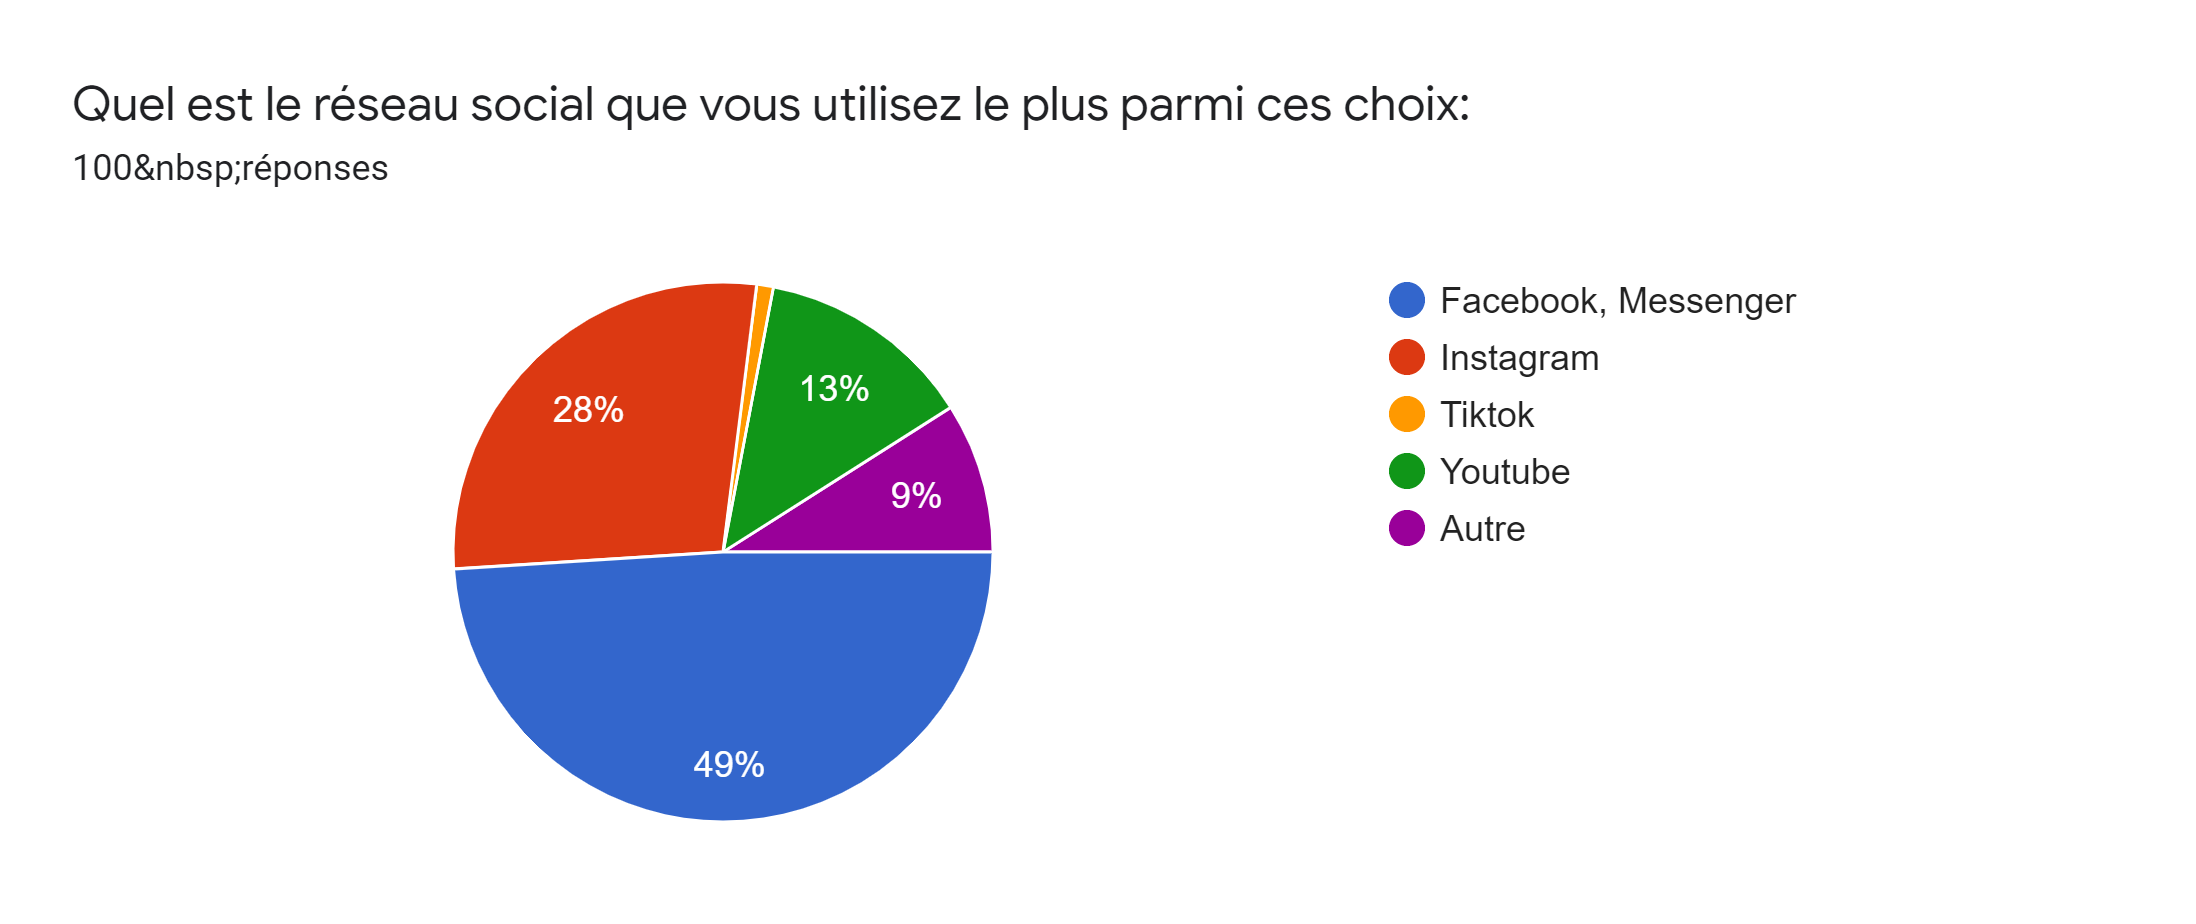 Quel est le réseau social que vous utilisez le plus parmi ces choix:
100&nbsp;réponses
Facebook, Messenger
Instagram
Tiktok
Youtube
Autre
28%
13%
9%
49%